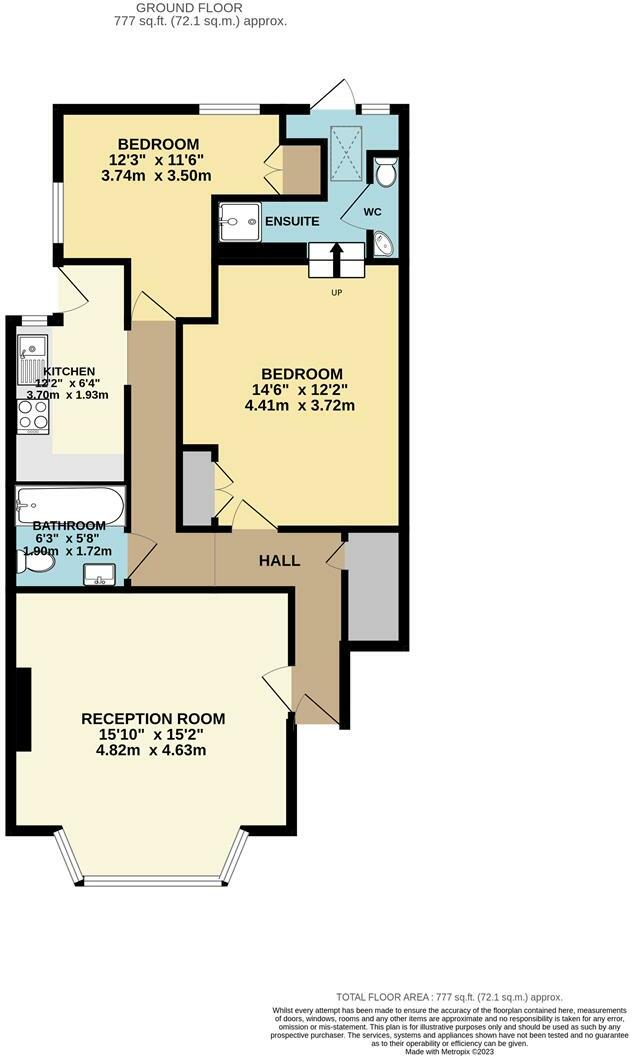 GROUND FLOOR
777 sq.ft. (72.1 sq.m.) approx.
BEDROOM
12'3" x 11'6"
3.74m x 3.50m
ENSUITE
WC
UP
KITCHEN
12'2" x 6'4"
3.70m x 1.93m
BEDROOM
14'6" x 12'2"
4.41m x 3.72m
BATHROOM
6'3" x 5'8"
1.90m x 1.72m
HALL
RECEPTION ROOM
15'10" x 15'2"
4.82m x 4.63m
TOTAL FLOOR AREA : 777 sq.ft. (72.1 sq.m.) approx.
Whilst every attempt has been made to ensure the accuracy of the floorplan contained here, measurements
of doors, windows, rooms and any other items are approximate and no responsibility is taken for any error,
omission or mis-statement. This plan is for illustrative purposes only and should be used as such by any
prospective purchaser. The services, systems and appliances shown have not been tested and no guarantee
as to their operability or efficiency can be given.
Made with Metropix ©2023